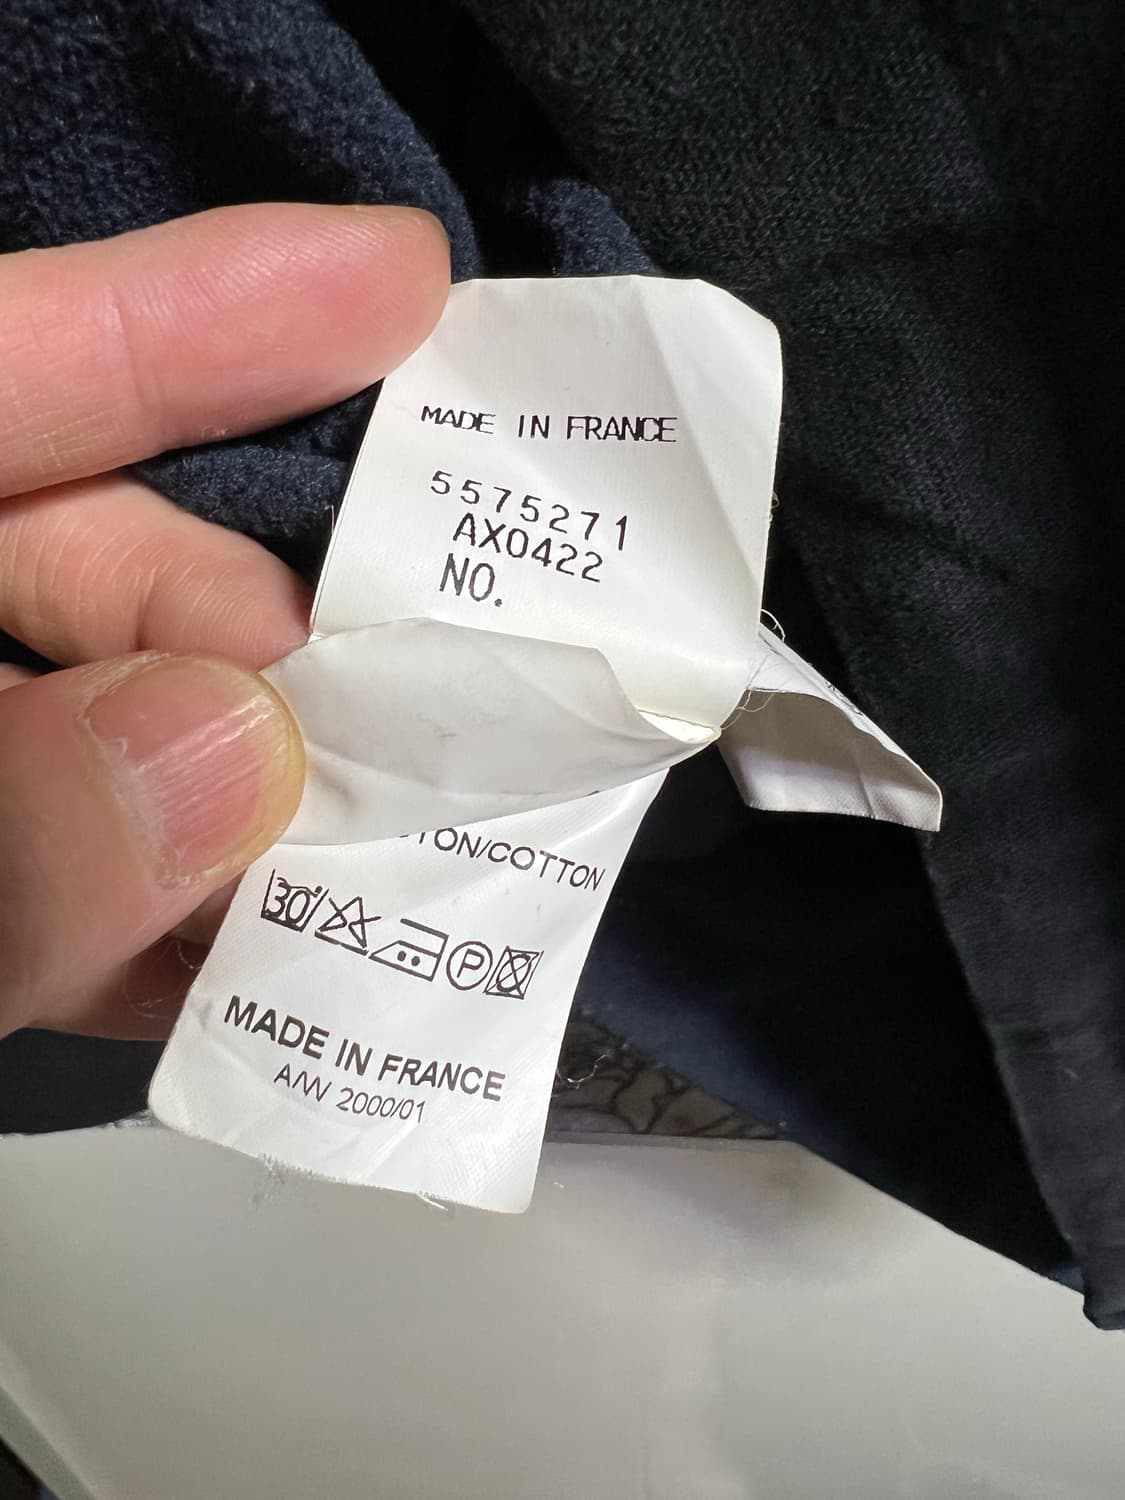 MADE IN FRANCE
5575271
AX0422
NO.
TON/COTTON
30°
P
MADE IN FRANCE
A/W 2000/01